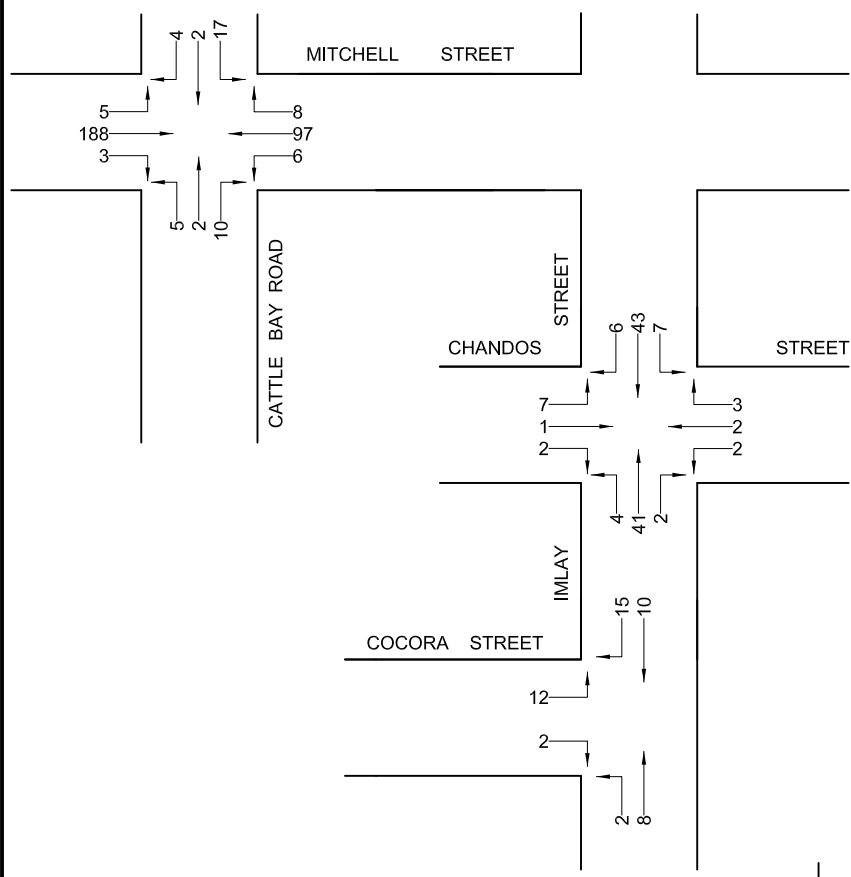 4 2 17
MITCHELL STREET
5 8
188 97
3 6
5 2 10
CATTLE BAY ROAD
STREET
6 43 7
CHANDOS STREET
7 3
1 2
2 2
4 41 2
IMLAY
15 10
COCORA STREET
12
2
2 8